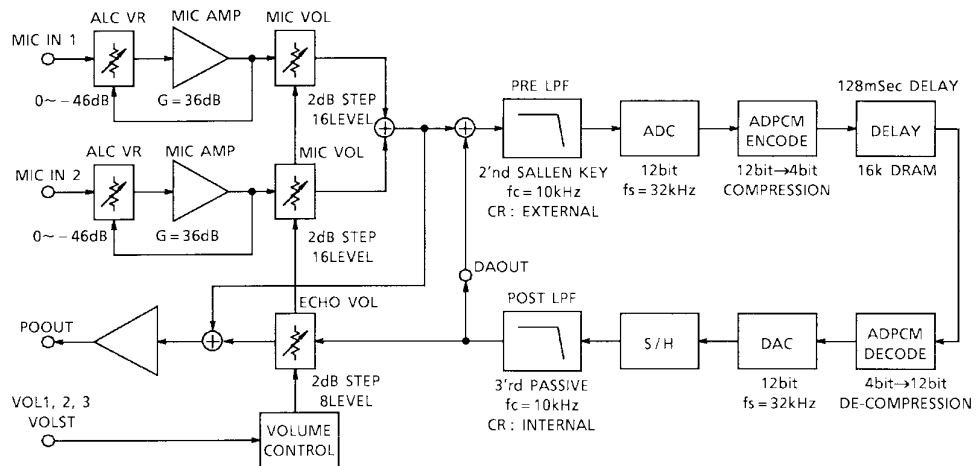 ALC VR
MIC AMP
MIC VOL
MIC IN 1
0~-46dB
G=36dB
2dB STEP
16LEVEL
ALC VR
MIC AMP
MIC VOL
MIC IN 2
0~-46dB
G=36dB
2dB STEP
16LEVEL
PRE LPF
2'nd SALLEN KEY
fc=10kHz
CR : EXTERNAL
ADC
12bit
fs=32kHz
ADPCM
ENCODE
12bit→4bit
COMPRESSION
128mSec DELAY
DELAY
16k DRAM
DAOUT
ECHO VOL
POOUT
2dB STEP
8LEVEL
POST LPF
3'rd PASSIVE
fc=10kHz
CR : INTERNAL
S/H
DAC
12bit
fs=32kHz
ADPCM
DECODE
4bit→12bit
DE-COMPRESSION
VOL1, 2, 3
VOLST
VOLUME
CONTROL